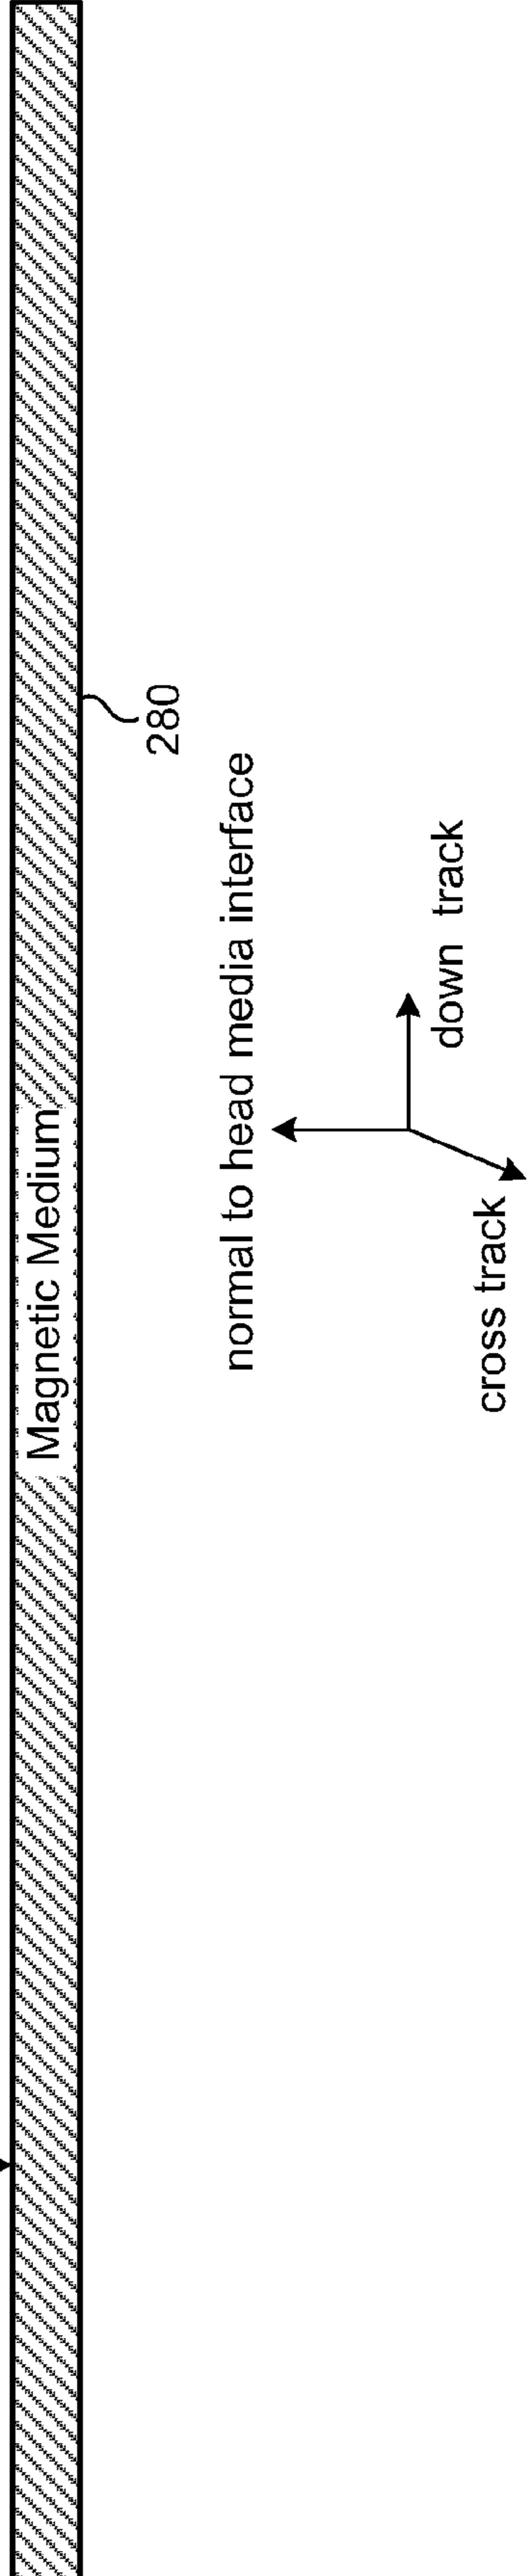 Magnetic Medium
280
normal to head media interface
down track
cross track